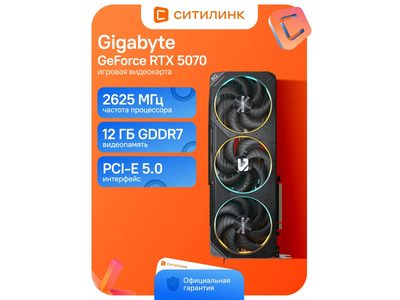 СИТИЛИНК
Gigabyte
GeForce RTX 5070
игровая видеокарта
2625 МГц
частота процессора
12 ГБ GDDR7
видеопамять
PCI-E 5.0
интерфейс
СИТИЛИНК
Официальная
гарантия